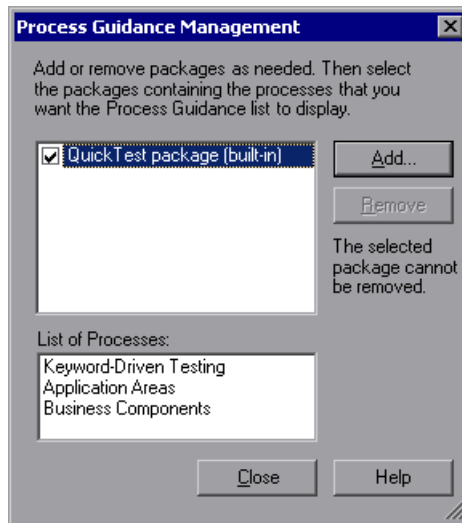 Process Guidance Management
Add or remove packages as needed. Then select
the packages containing the processes that you
want the Process Guidance list to display.
QuickTest package (built-in)
Add...
Remove
The selected
package cannot
be removed.
List of Processes:
Keyword-Driven Testing
Application Areas
Business Components
Close
Help